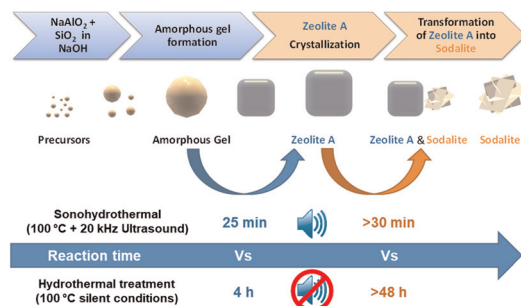 NaAlO₂ +
SiO₂ in
NaOH
Amorphous gel
formation
Zeolite A
Crystallization
Transformation
of Zeolite A into
Sodalite
Precursors
Amorphous Gel
Zeolite A
Zeolite A & Sodalite
Sodalite
Sonohydrothermal
(100 °C + 20 kHz Ultrasound)
25 min
>30 min
Reaction time
Vs
Vs
Hydrothermal treatment
(100 °C silent conditions)
4 h
>48 h